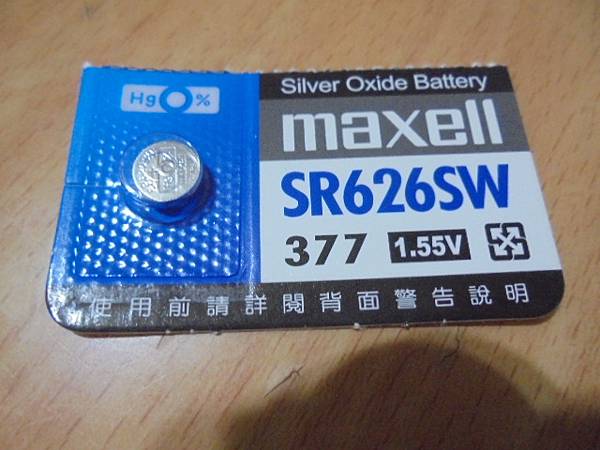 Silver Oxide Battery
Hg 0 %
maxell
SR626SW
377 1.55V
使用前請詳閱背面警告說明